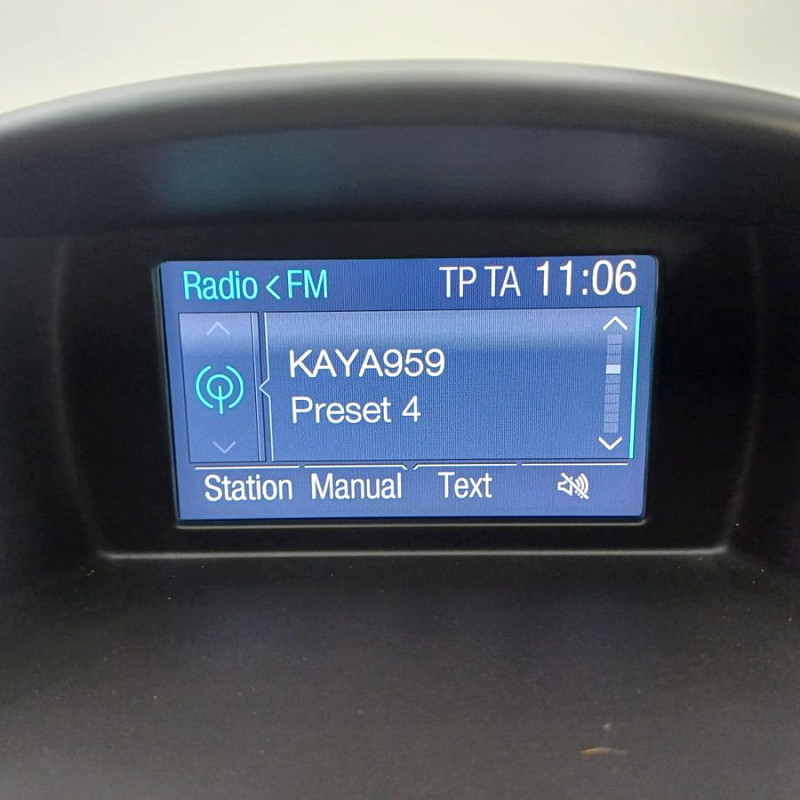 Radio < FM TP TA 11:06
KAYA959
Preset 4
Station Manual Text